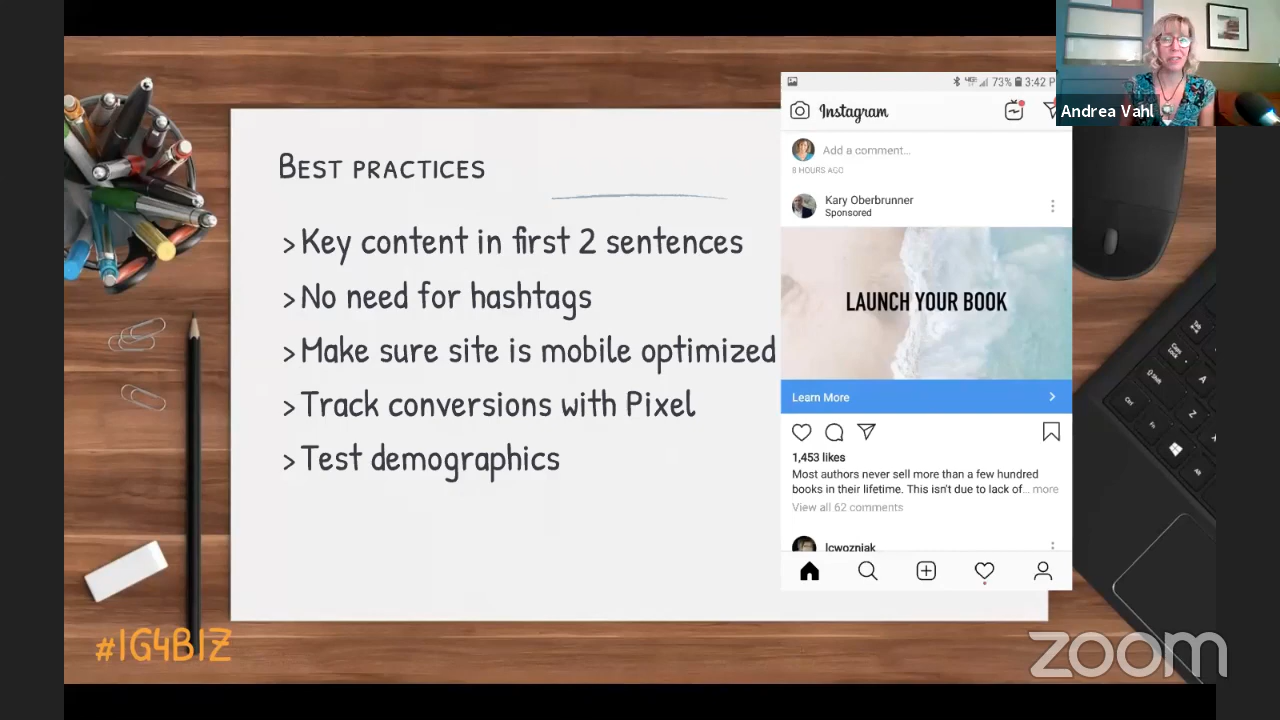 BEST PRACTICES
> Key content in first 2 sentences
> No need for hashtags
> Make sure site is mobile optimized
> Track conversions with Pixel
> Test demographics
#IG4BIZ
73% 3:42 P
Instagram
Add a comment...
8 HOURS AGO
Kary Oberbrunner
Sponsored
LAUNCH YOUR BOOK
Learn More
1,453 likes
Most authors never sell more than a few hundred
books in their lifetime. This isn't due to lack of... more
View all 62 comments
lcwozniak
Andrea Vahl
Ctrl
Alt
A
Z
zoom